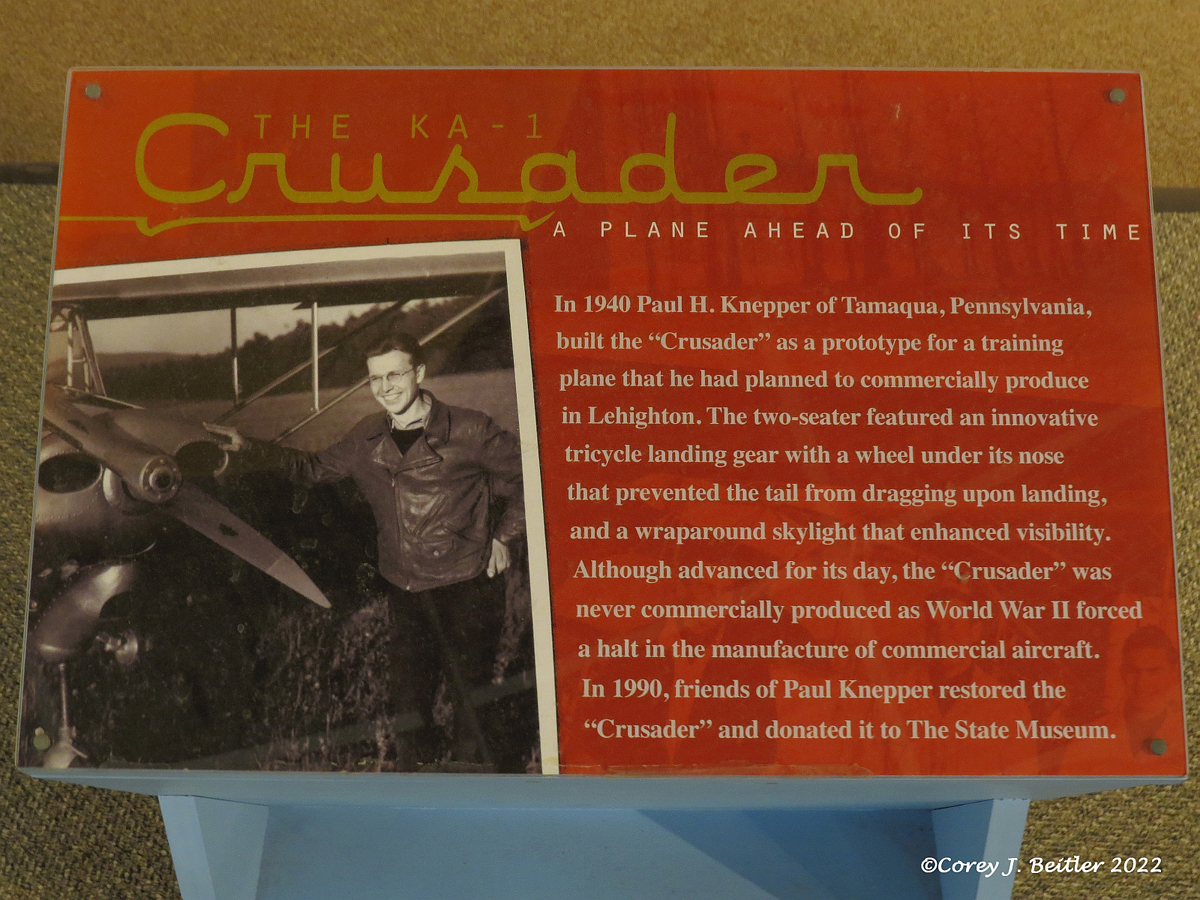 THE KA-1
Crusader
A PLANE AHEAD OF ITS TIME
In 1940 Paul H. Knepper of Tamaqua, Pennsylvania,
built the “Crusader” as a prototype for a training
plane that he had planned to commercially produce
in Lehighton. The two-seater featured an innovative
tricycle landing gear with a wheel under its nose
that prevented the tail from dragging upon landing,
and a wraparound skylight that enhanced visibility.
Although advanced for its day, the “Crusader” was
never commercially produced as World War II forced
a halt in the manufacture of commercial aircraft.
In 1990, friends of Paul Knepper restored the
“Crusader” and donated it to The State Museum.
©Corey J. Beitler 2022